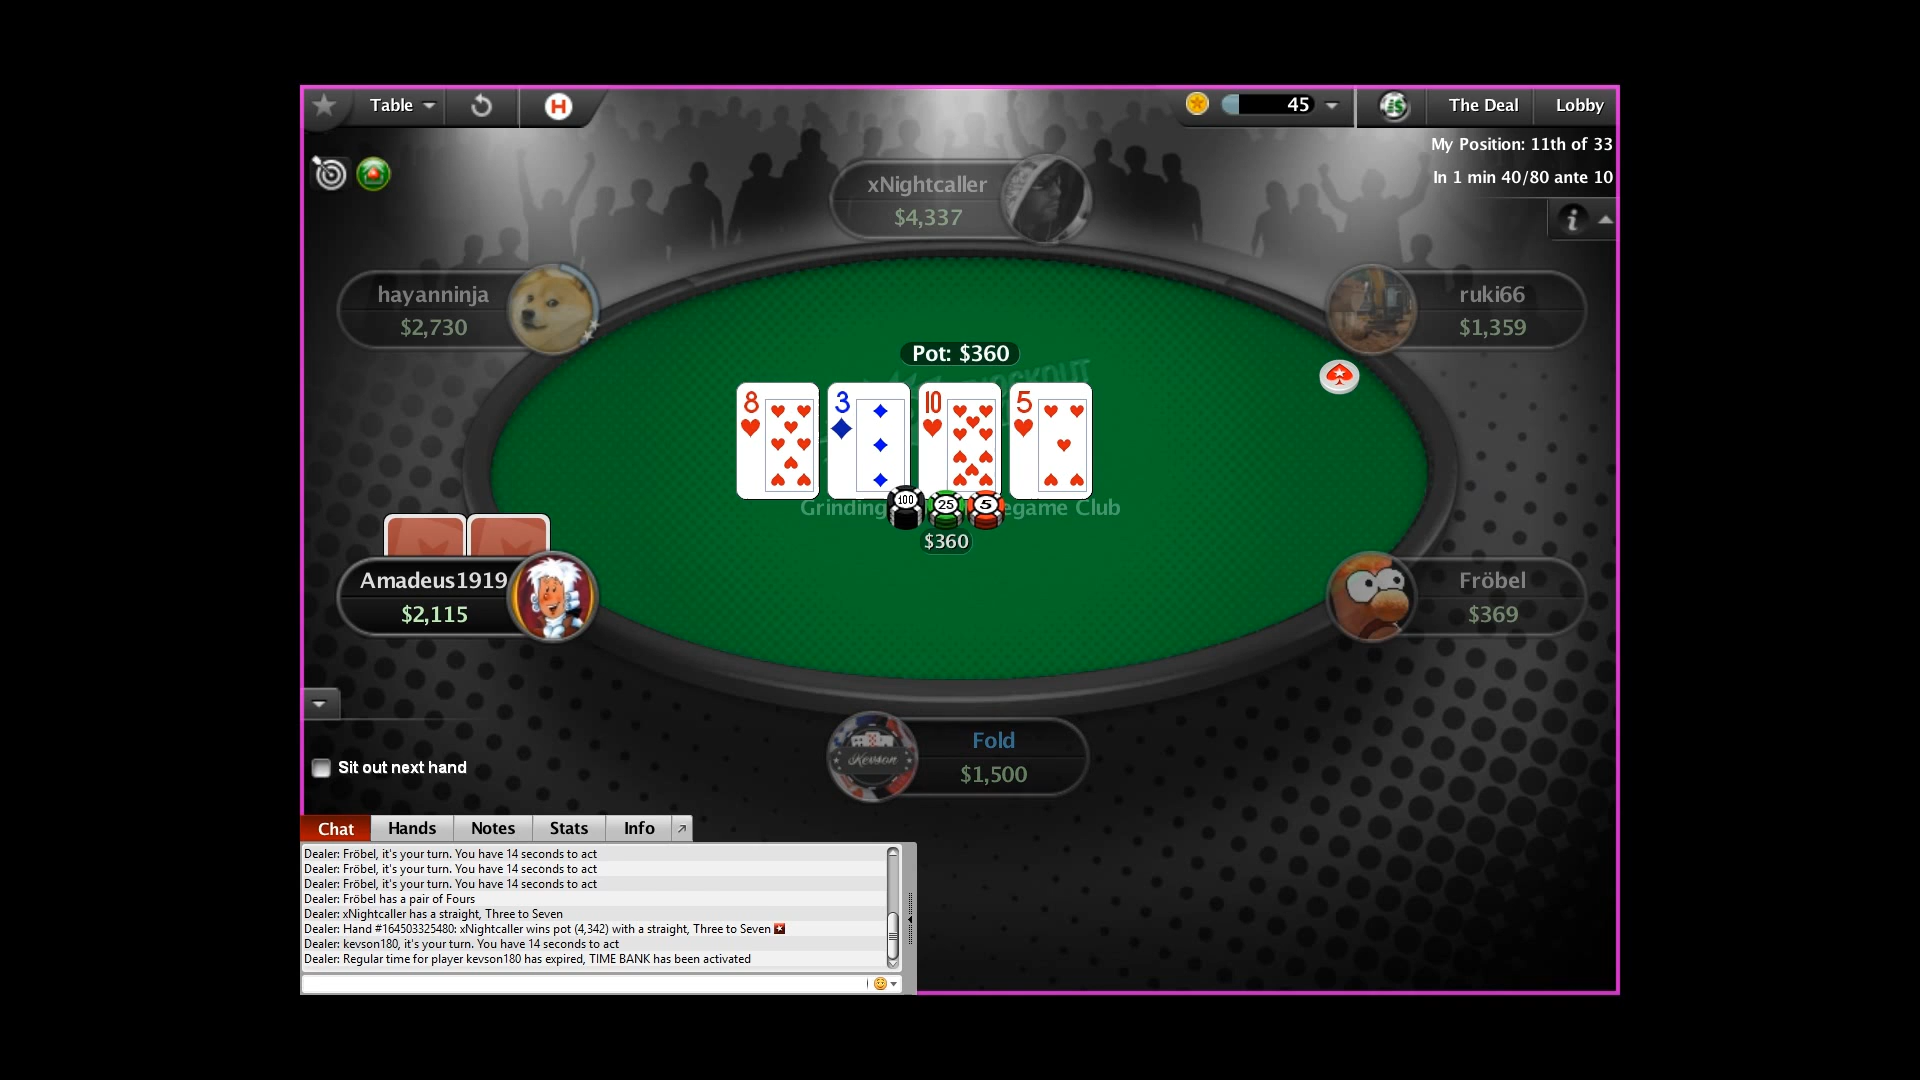 Table
H
45
The Deal
Lobby
My Position: 11th of 33
In 1 min 40/80 ante 10
i
xNightcaller
$4,337
hayanninja
$2,730
ruki66
$1,359
Pot: $360
8
3
10
5
100
25
5
Grinding
egame Club
$360
Amadeus1919
$2,115
Fröbel
$369
Fold
$1,500
Kevson
Sit out next hand
Chat
Hands
Notes
Stats
Info
Dealer: Fröbel, it's your turn. You have 14 seconds to act
Dealer: Fröbel, it's your turn. You have 14 seconds to act
Dealer: Fröbel, it's your turn. You have 14 seconds to act
Dealer: Fröbel has a pair of Fours
Dealer: xNightcaller has a straight, Three to Seven
Dealer: Hand #164503325480: xNightcaller wins pot (4,342) with a straight, Three to Seven
Dealer: kevson180, it's your turn. You have 14 seconds to act
Dealer: Regular time for player kevson180 has expired, TIME BANK has been activated